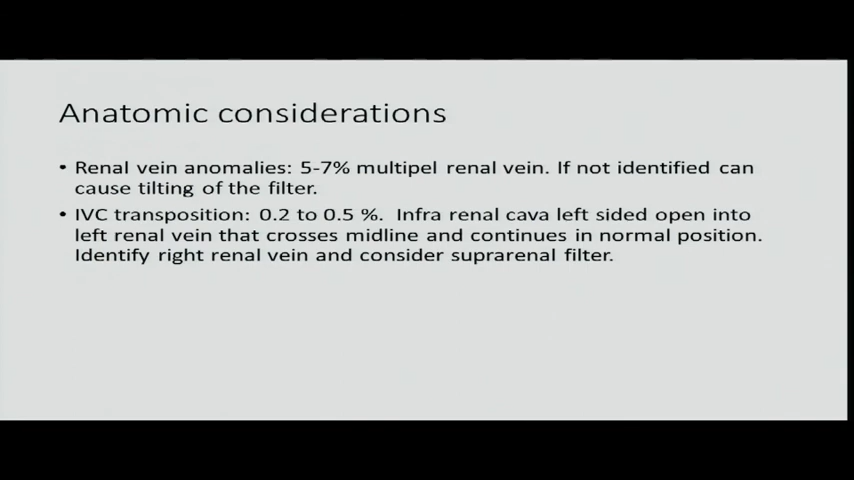 Anatomic considerations
• Renal vein anomalies: 5-7% multipel renal vein. If not identified can
cause tilting of the filter.
• IVC transposition: 0.2 to 0.5 %. Infra renal cava left sided open into
left renal vein that crosses midline and continues in normal position.
Identify right renal vein and consider suprarenal filter.